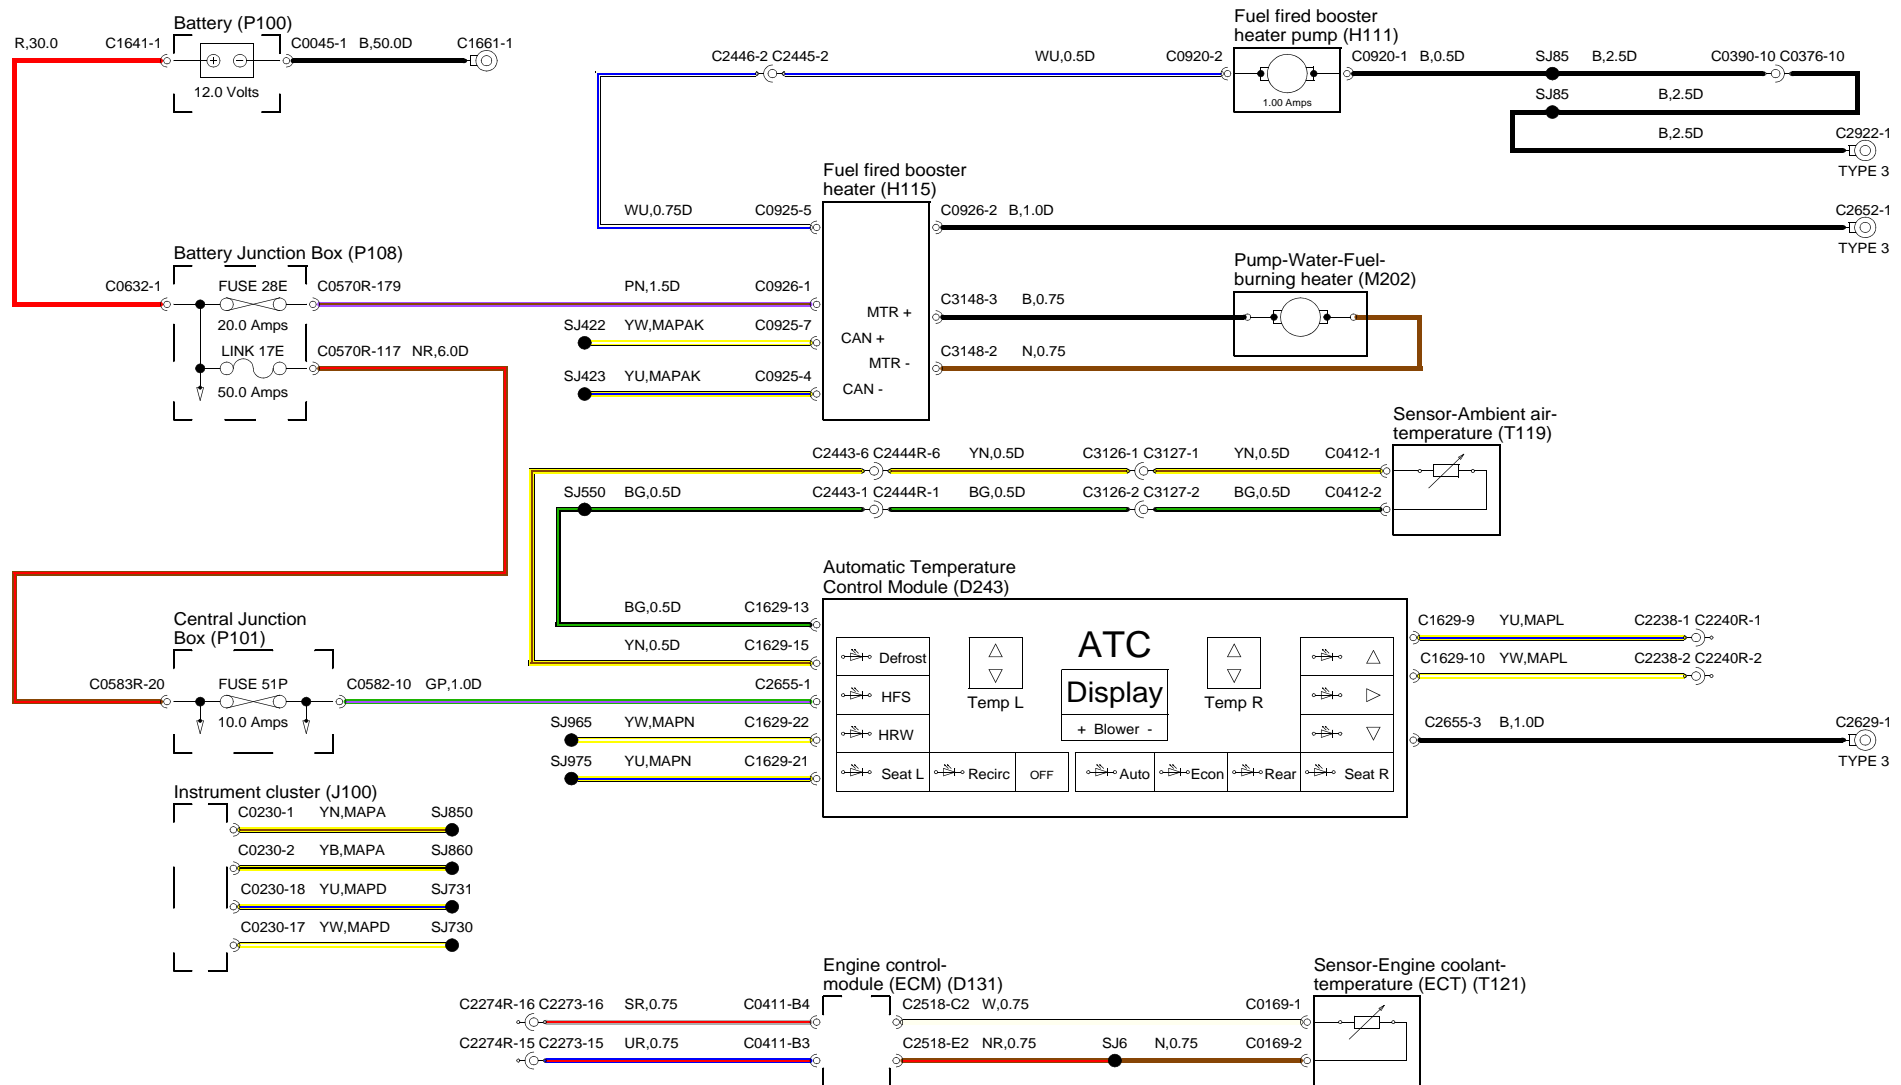 Battery (P100)
R,30.0 C1641-1 C0045-1 B,50.0D C1661-1
12.0 Volts
Fuel fired booster
heater pump (H111)
C2446-2 C2445-2 WU,0.5D C0920-2 C0920-1 B,0.5D SJ85 B,2.5D C0390-10 C0376-10
1.00 Amps
SJ85 B,2.5D
B,2.5D C2922-1
TYPE 3
Fuel fired booster
heater (H115)
WU,0.75D C0925-5 C0926-2 B,1.0D C2652-1
TYPE 3
Battery Junction Box (P108)
C0632-1 FUSE 28E C0570R-179 PN,1.5D C0926-1
20.0 Amps
LINK 17E C0570R-117 NR,6.0D
50.0 Amps
SJ422 YW,MAPAK C0925-7
SJ423 YU,MAPAK C0925-4
MTR +
CAN +
MTR -
CAN -
Pump-Water-Fuel-
burning heater (M202)
C3148-3 B,0.75
C3148-2 N,0.75
Sensor-Ambient air-
temperature (T119)
C2443-6 C2444R-6 YN,0.5D C3126-1 C3127-1 YN,0.5D C0412-1
SJ550 BG,0.5D C2443-1 C2444R-1 BG,0.5D C3126-2 C3127-2 BG,0.5D C0412-2
Automatic Temperature
Control Module (D243)
BG,0.5D C1629-13
YN,0.5D C1629-15
Central Junction
Box (P101)
C0583R-20 FUSE 51P C0582-10 GP,1.0D C2655-1
10.0 Amps
SJ965 YW,MAPN C1629-22
SJ975 YU,MAPN C1629-21
ATC
Defrost
HFS Temp L Display Temp R
HRW + Blower -
Seat L Recirc OFF Auto Econ Rear Seat R
C1629-9 YU,MAPL C2238-1 C2240R-1
C1629-10 YW,MAPL C2238-2 C2240R-2
C2655-3 B,1.0D C2629-1
TYPE 3
Instrument cluster (J100)
C0230-1 YN,MAPA SJ850
C0230-2 YB,MAPA SJ860
C0230-18 YU,MAPD SJ731
C0230-17 YW,MAPD SJ730
Engine control-
module (ECM) (D131)
Sensor-Engine coolant-
temperature (ECT) (T121)
C2274R-16 C2273-16 SR,0.75 C0411-B4 C2518-C2 W,0.75 C0169-1
C2274R-15 C2273-15 UR,0.75 C0411-B3 C2518-E2 NR,0.75 SJ6 N,0.75 C0169-2